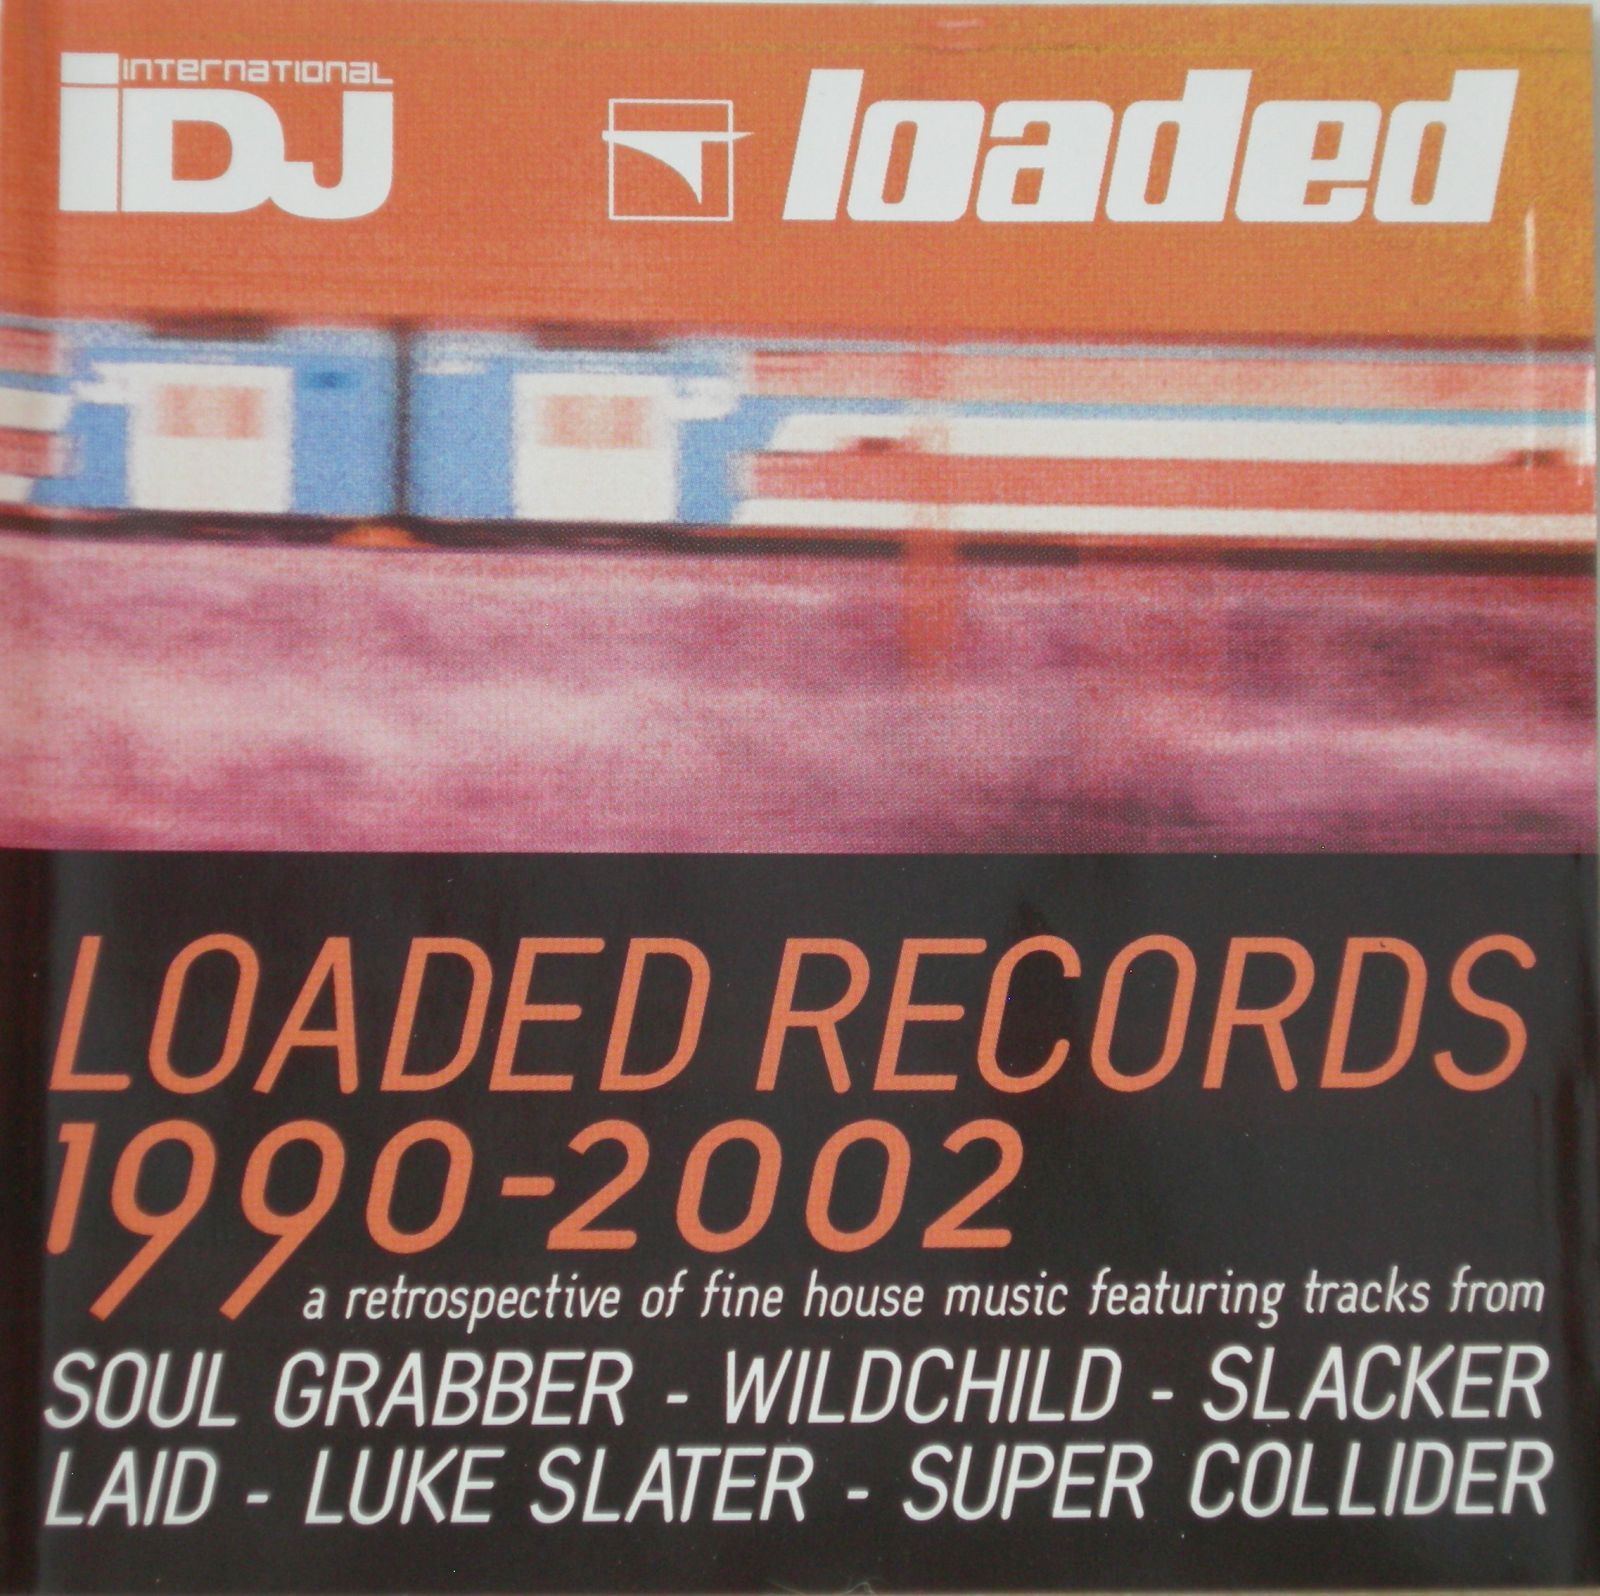 international
iDJ
loaded
LOADED RECORDS
1990-2002
a retrospective of fine house music featuring tracks from
SOUL GRABBER - WILDCHILD - SLACKER
LAID - LUKE SLATER - SUPER COLLIDER